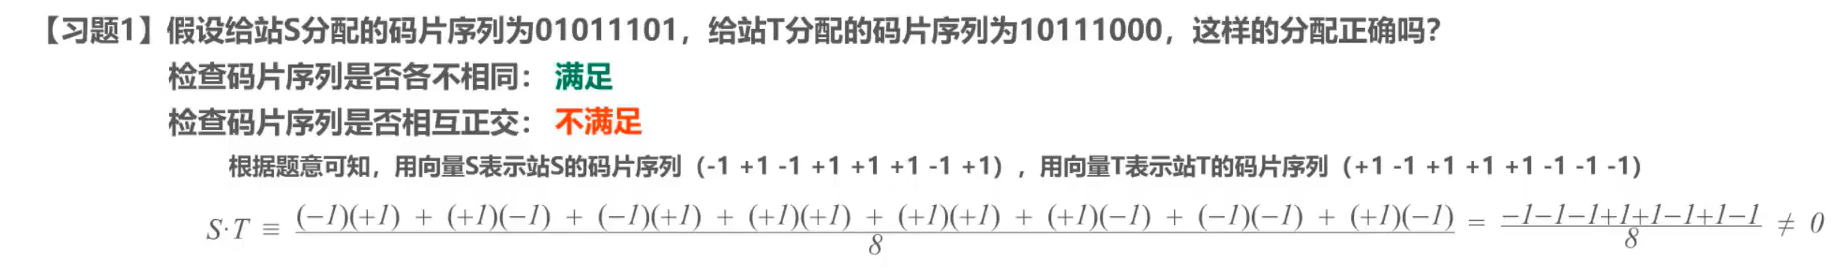 【习题1】假设给站S分配的码片序列为01011101，给站T分配的码片序列为10111000，这样的分配正确吗？
检查码片序列是否各不相同： 满足
检查码片序列是否相互正交： 不满足
根据题意可知，用向量S表示站S的码片序列（-1 +1 -1 +1 +1 +1 -1 +1），用向量T表示站T的码片序列（+1 -1 +1 +1 +1 -1 -1 -1）
S·T ≡ \frac{(−1)(+1) + (+1)(−1) + (−1)(+1) + (+1)(+1) + (+1)(+1) + (+1)(−1) + (−1)(−1) + (+1)(−1)}{8} = \frac{−1−1−1+1+1−1+1−1}{8} ≠ 0